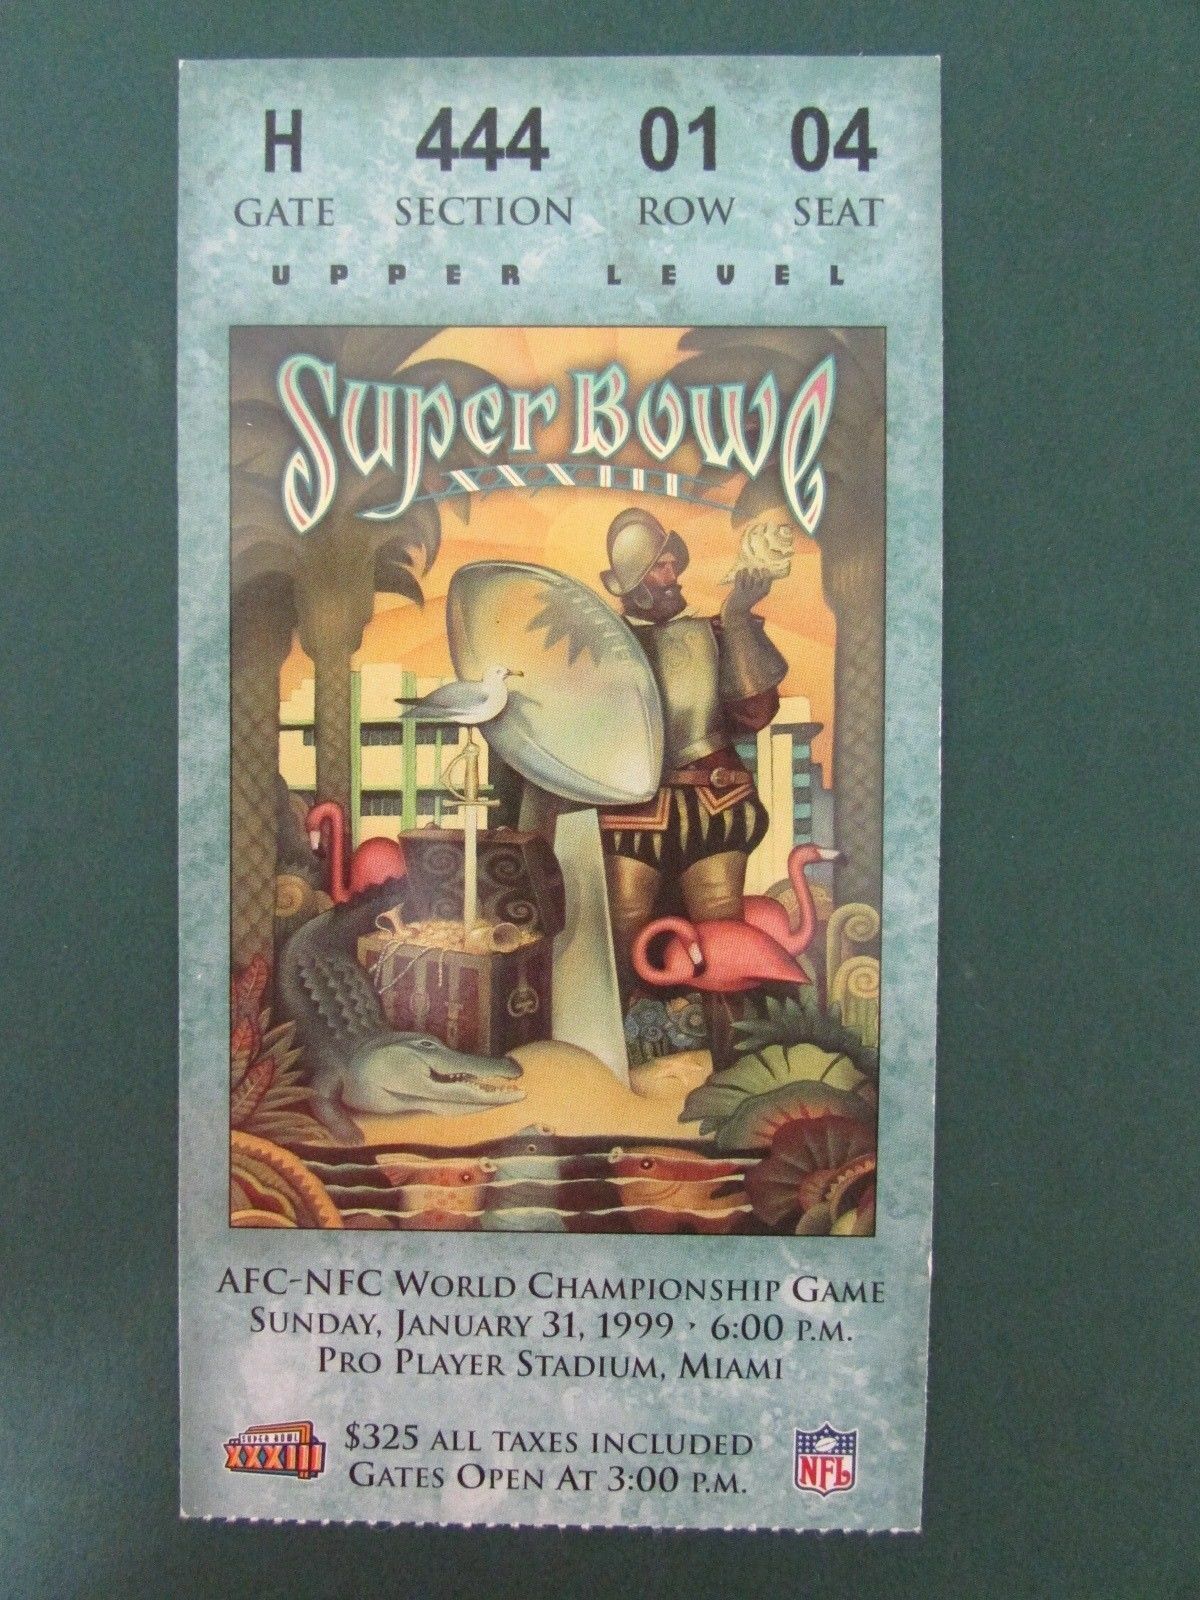 H 444 01 04
GATE SECTION ROW SEAT
UPPER LEVEL
Super Bowl
XXXIII
AFC-NFC World Championship Game
Sunday, January 31, 1999 · 6:00 p.m.
Pro Player Stadium, Miami
$325 all taxes included
Gates Open At 3:00 p.m.
SUPER BOWL
XXXIII
NFL